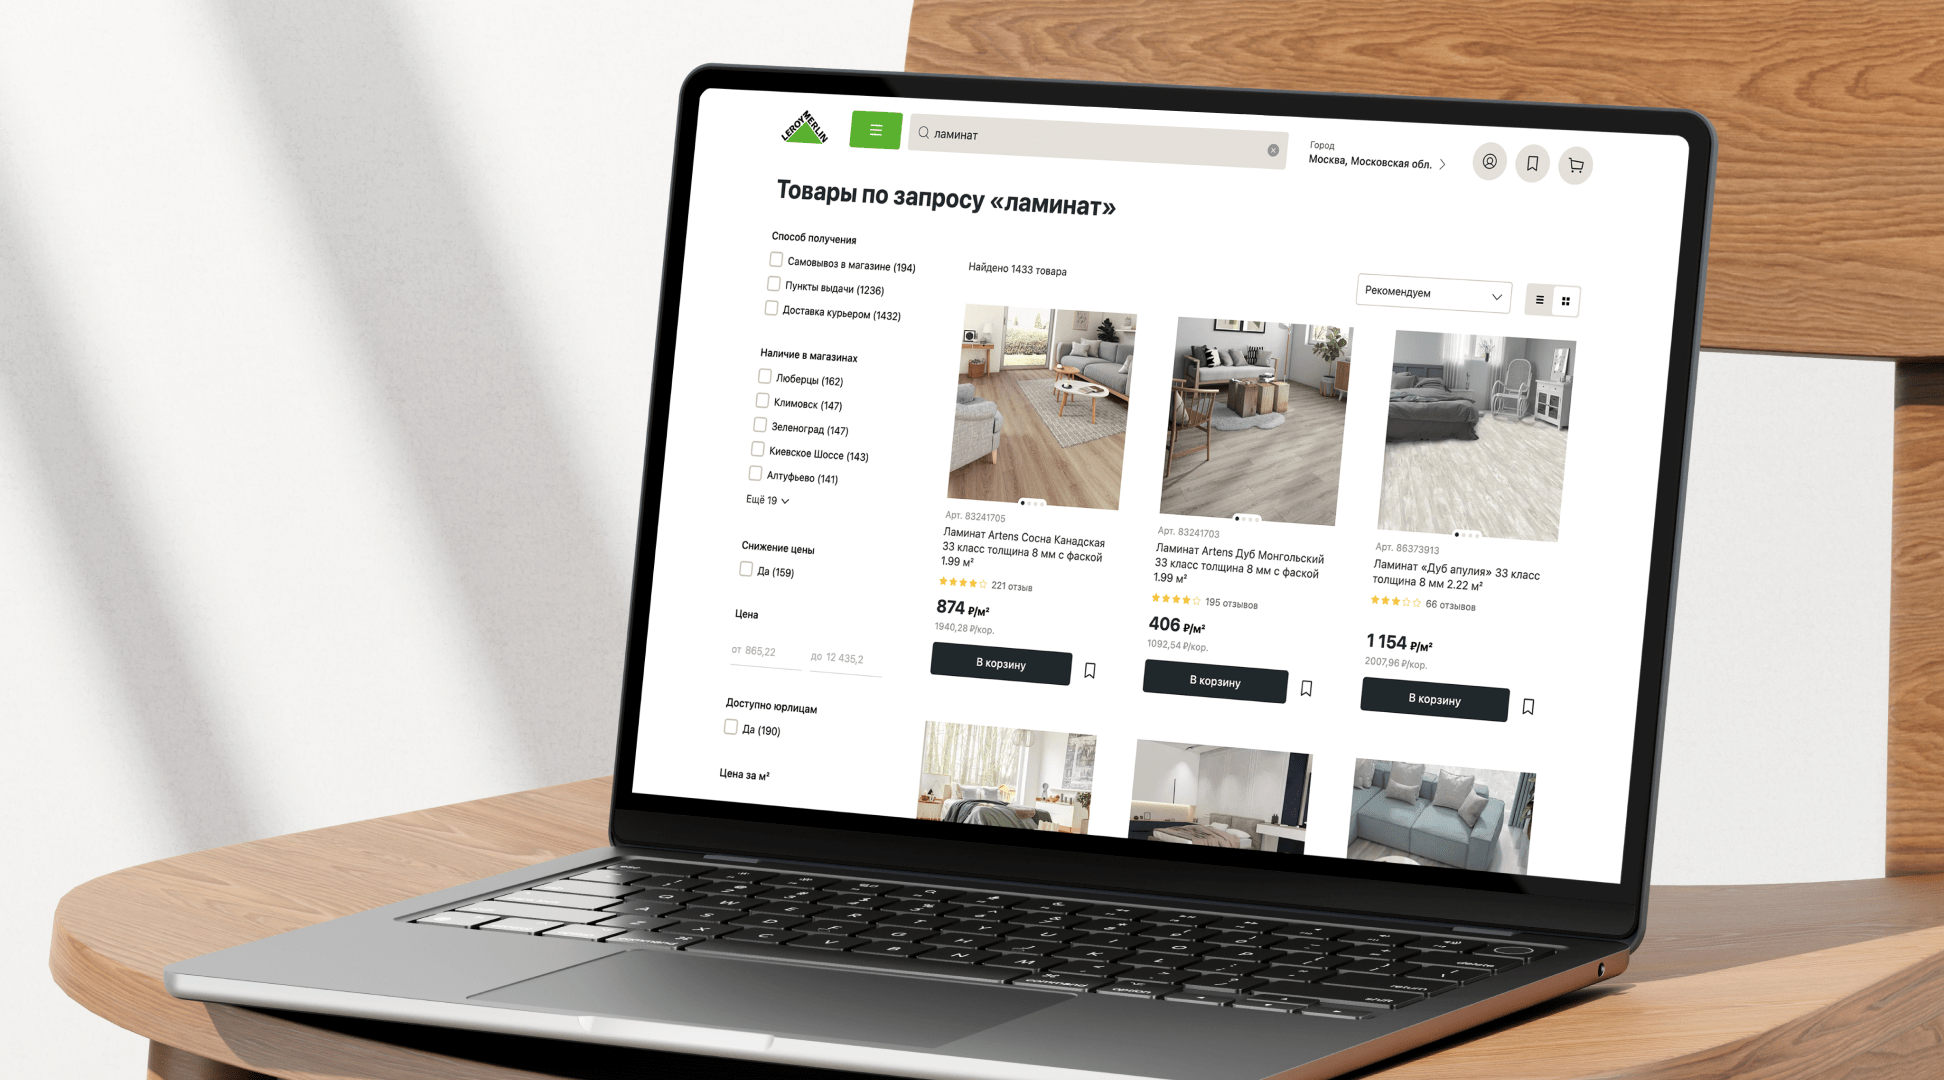 LEROY MERLIN
ламинат
Город
Москва, Московская обл.
Товары по запросу «ламинат»
Способ получения
Самовывоз в магазине (194)
Пункты выдачи (1236)
Доставка курьером (1432)
Наличие в магазинах
Люберцы (162)
Климовск (147)
Зеленоград (147)
Киевское Шоссе (143)
Алтуфьево (141)
Ещё 19
Снижение цены
Да (159)
Цена
от 865,22
до 12 435,2
Доступно юрлицам
Да (190)
Цена за м²
Найдено 1433 товара
Рекомендуем
Арт. 83241705
Ламинат Artens Сосна Канадская
33 класс толщина 8 мм с фаской
1.99 м²
221 отзыв
874 ₽/м²
1940,28 ₽/кор.
В корзину
Арт. 83241703
Ламинат Artens Дуб Монгольский
33 класс толщина 8 мм с фаской
1.99 м²
195 отзывов
406 ₽/м²
1092,54 ₽/кор.
В корзину
Арт. 86373913
Ламинат «Дуб апулия» 33 класс
толщина 8 мм 2.22 м²
66 отзывов
1 154 ₽/м²
2007,96 ₽/кор.
В корзину
Q W E R T Y U I O P
delete
A S D F G H J K L
return
Z X C V B N M
shift
command
command
option